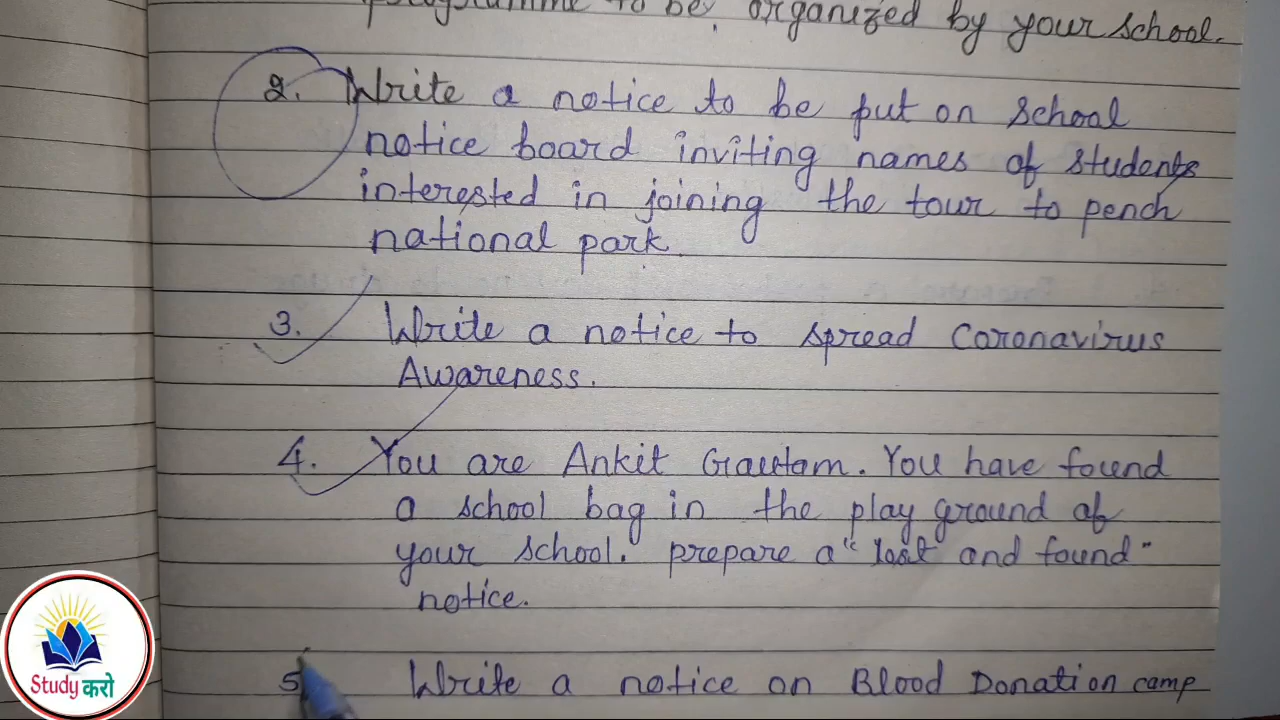 programme to be organized by your school.
2. Write a notice to be put on school
notice board inviting names of students
interested in joining the tour to pench
national park.
3. Write a notice to spread Coronavirus
Awareness.
4. You are Ankit Grautam. You have found
a school bag in the play ground of
your school. prepare a "lost and found"
notice.
5 Write a notice on Blood Donation camp
Study करो